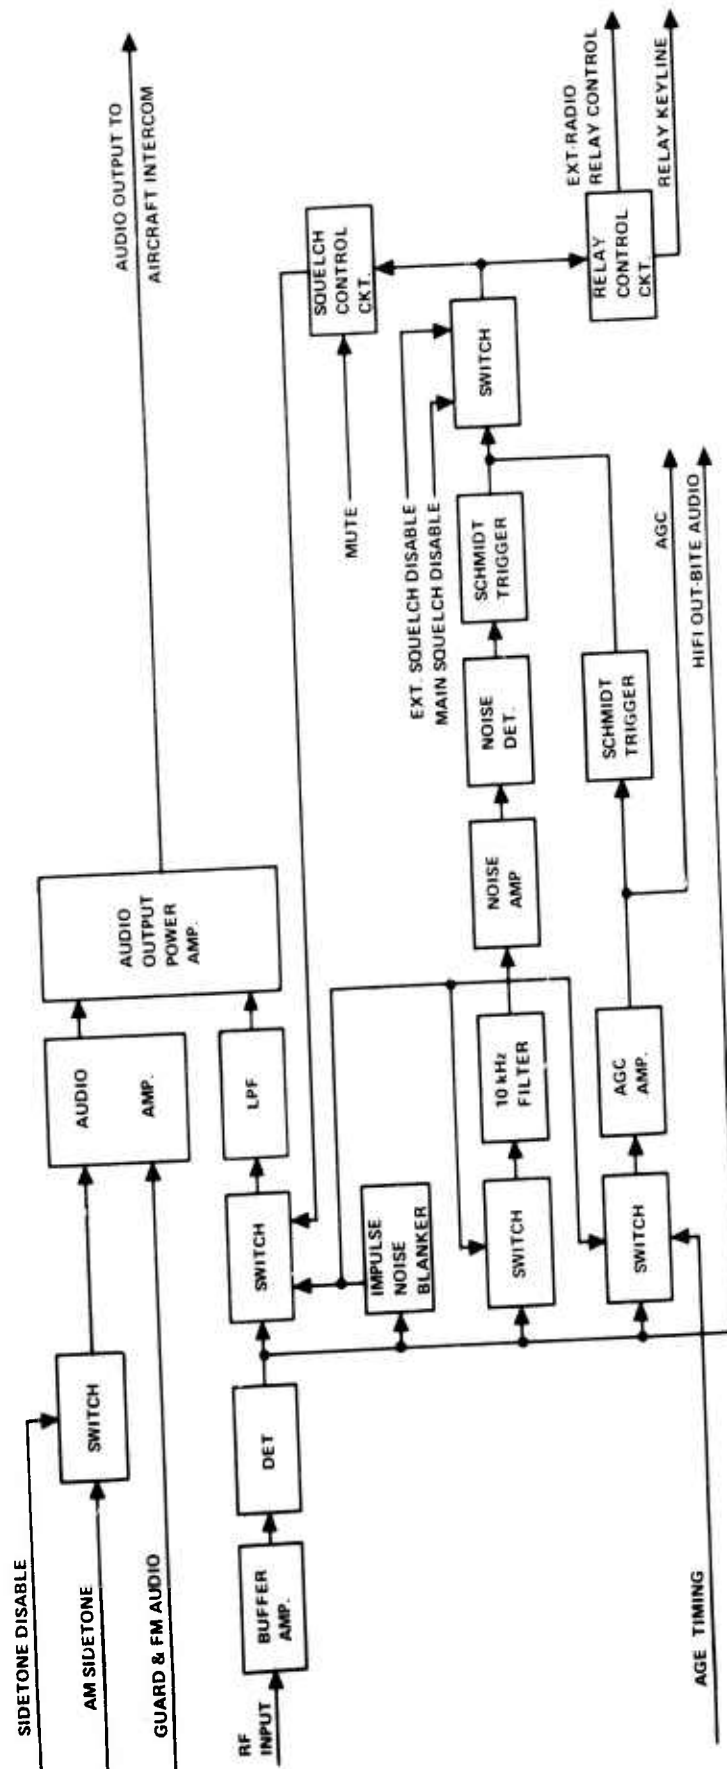 SIDETONE DISABLE
AM SIDETONE
GUARD & FM AUDIO
SWITCH
AUDIO
AMP.
AUDIO
OUTPUT
POWER
AMP.
AUDIO OUTPUT TO
AIRCRAFT INTERCOM
RF
INPUT
BUFFER
AMP.
DET
SWITCH
LPF
IMPULSE
NOISE
BLANKER
MUTE
SQUELCH
CONTROL
CKT.
EXT. SQUELCH DISABLE
MAIN SQUELCH DISABLE
SWITCH
10 kHz
FILTER
NOISE
AMP
NOISE
DET.
SCHMIDT
TRIGGER
SWITCH
RELAY
CONTROL
CKT.
EXT-RADIO
RELAY CONTROL
RELAY KEYLINE
AGE TIMING
SWITCH
AGC
AMP.
SCHMIDT
TRIGGER
AGC
HIFI OUT-BITE AUDIO